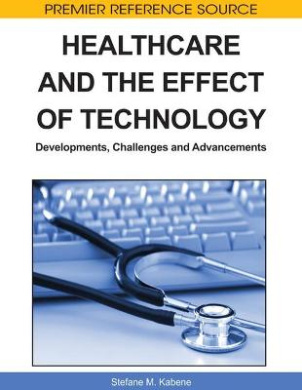 PREMIER REFERENCE SOURCE
HEALTHCARE
AND THE EFFECT
OF TECHNOLOGY
Developments, Challenges and Advancements
Stefane M. Kabene